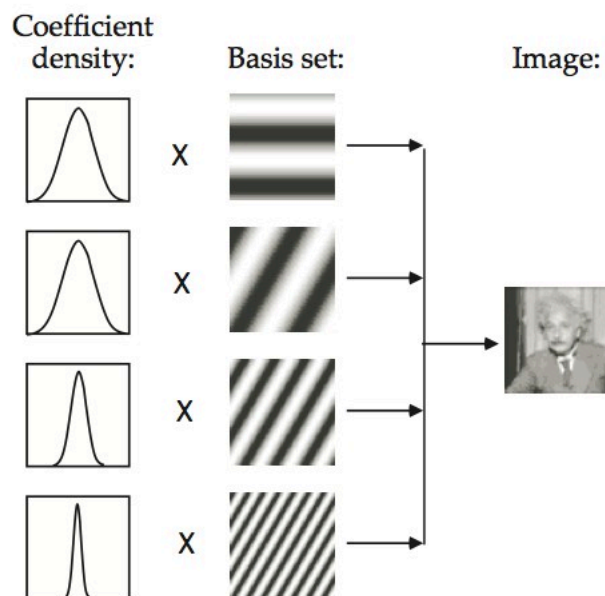 Coefficient
density:
Basis set:
Image:
X
X
X
X